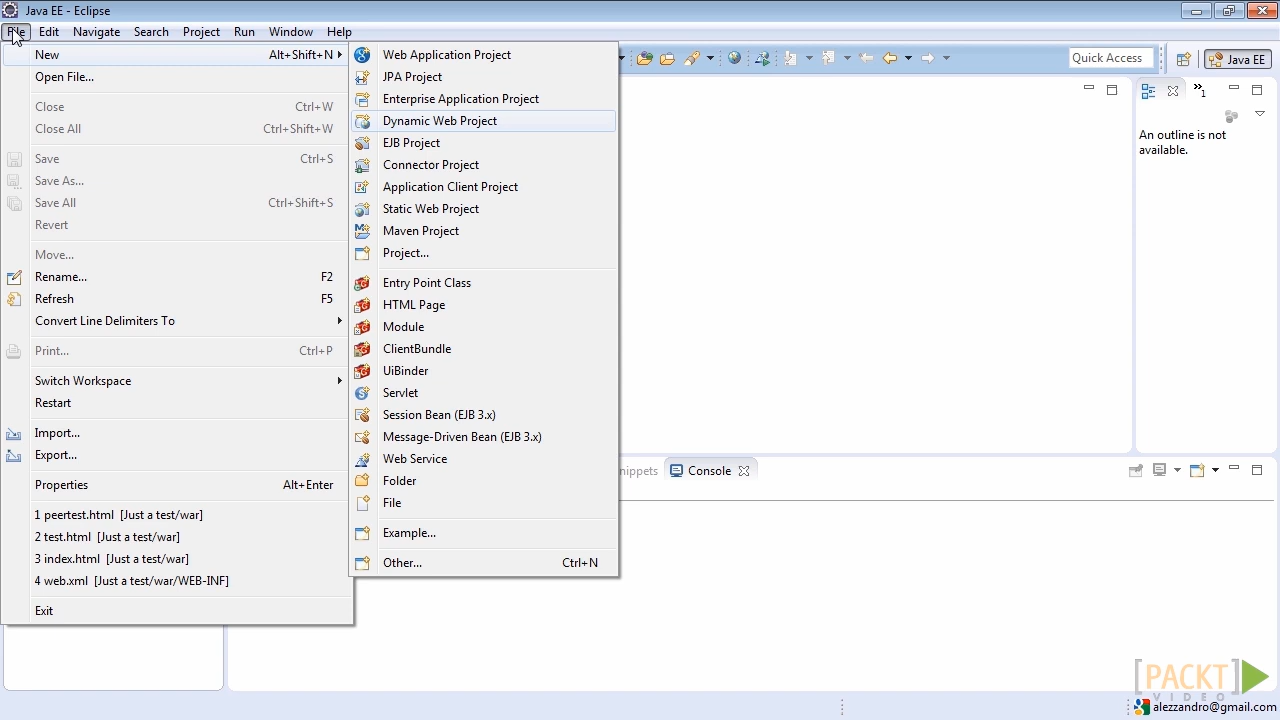 Java EE - Eclipse
File Edit Navigate Search Project Run Window Help
New Alt+Shift+N
Open File...
Close Ctrl+W
Close All Ctrl+Shift+W
Save Ctrl+S
Save As...
Save All Ctrl+Shift+S
Revert
Move...
Rename... F2
Refresh F5
Convert Line Delimiters To
Print... Ctrl+P
Switch Workspace
Restart
Import...
Export...
Properties Alt+Enter
1 peertest.html [Just a test/war]
2 test.html [Just a test/war]
3 index.html [Just a test/war]
4 web.xml [Just a test/war/WEB-INF]
Exit
Web Application Project
JPA Project
Enterprise Application Project
Dynamic Web Project
EJB Project
Connector Project
Application Client Project
Static Web Project
Maven Project
Project...
Entry Point Class
HTML Page
Module
ClientBundle
UiBinder
Servlet
Session Bean (EJB 3.x)
Message-Driven Bean (EJB 3.x)
Web Service
Folder
File
Example...
Other... Ctrl+N
Quick Access
Java EE
1
An outline is not
available.
nippets
Console
PACKT
VIDEO
alezzandro@gmail.com